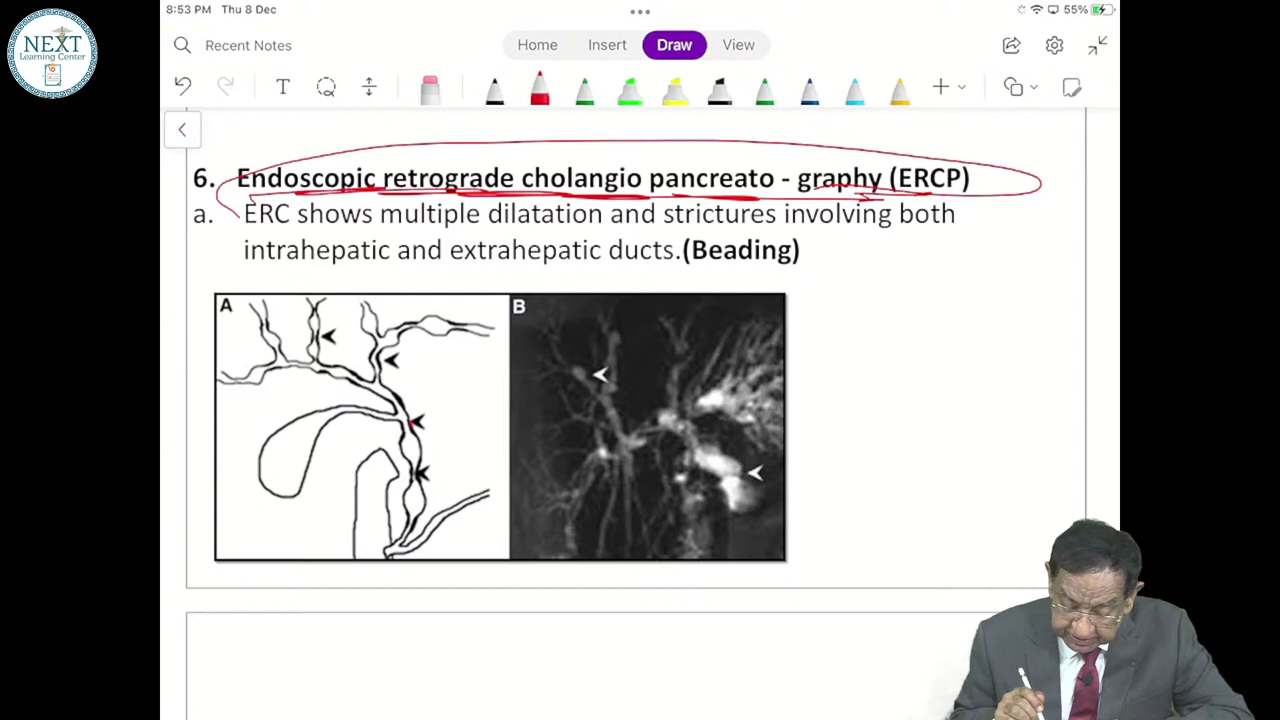 8:53 PM Thu 8 Dec
55%
NEXT
Learning Center
Recent Notes
Home Insert Draw View
T
6. Endoscopic retrograde cholangio pancreato - graphy (ERCP)
a. ERC shows multiple dilatation and strictures involving both
intrahepatic and extrahepatic ducts.(Beading)
A B